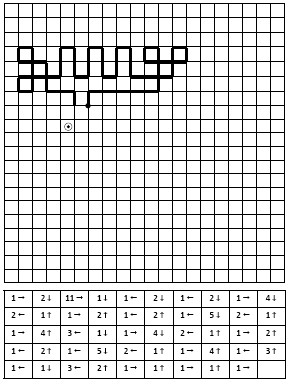 1→ 2↓ 11→ 1↓ 1← 2↓ 1← 2↓ 1→ 4↓
2← 1↑ 1→ 2↑ 1← 2↑ 1← 5↓ 2← 1↑
1→ 4↑ 3← 1↓ 1→ 4↓ 2← 1↑ 1→ 2↑
1← 2↑ 1← 5↓ 2← 1↑ 1→ 4↑ 1← 3↑
1← 1↓ 3← 2↑ 1→ 1↑ 1→ 1↑ 1→